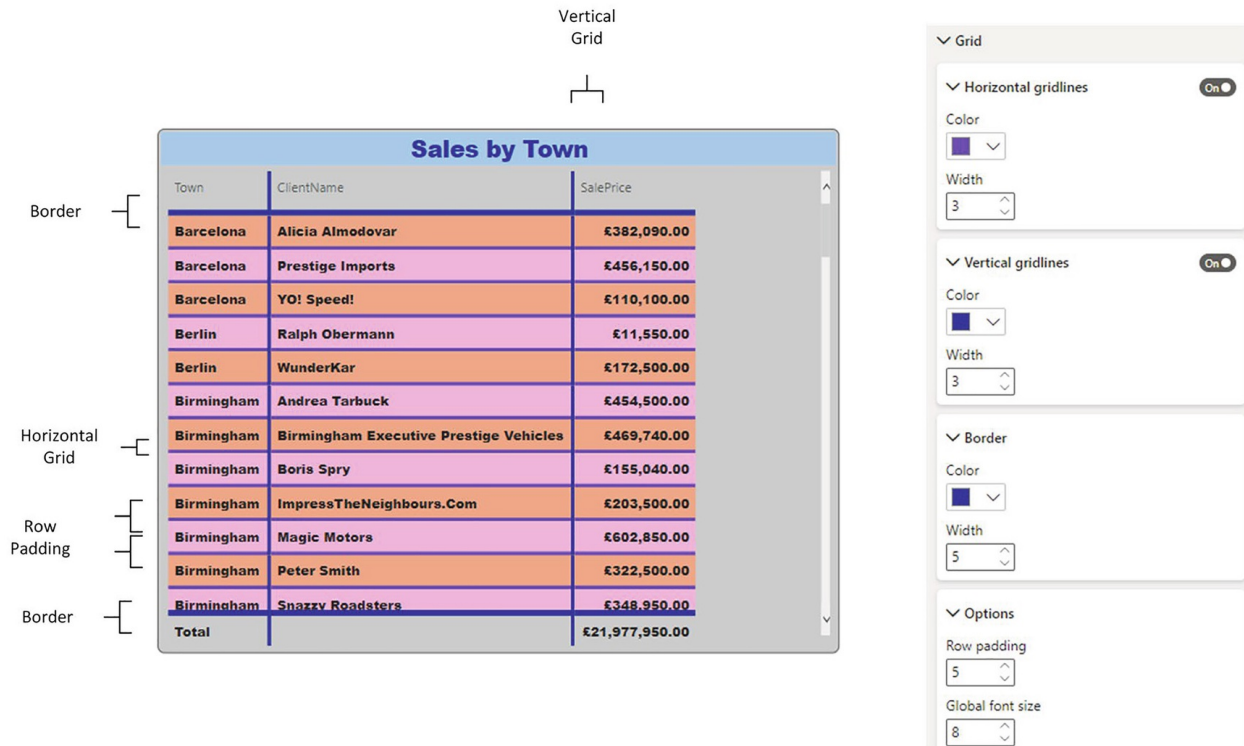 Vertical
Grid
Sales by Town
Town ClientName SalePrice
Border
Barcelona Alicia Almodovar £382,090.00
Barcelona Prestige Imports £456,150.00
Barcelona YO! Speed! £110,100.00
Berlin Ralph Obermann £11,550.00
Berlin WunderKar £172,500.00
Birmingham Andrea Tarbuck £454,500.00
Horizontal
Grid
Birmingham Birmingham Executive Prestige Vehicles £469,740.00
Birmingham Boris Spry £155,040.00
Birmingham ImpressTheNeighbours.Com £203,500.00
Row
Padding
Birmingham Magic Motors £602,850.00
Birmingham Peter Smith £322,500.00
Birmingham Snazzy Roadsters £348,950.00
Border
Total £21,977,950.00
Grid
Horizontal gridlines On
Color
Width
3
Vertical gridlines On
Color
Width
3
Border
Color
Width
5
Options
Row padding
5
Global font size
8